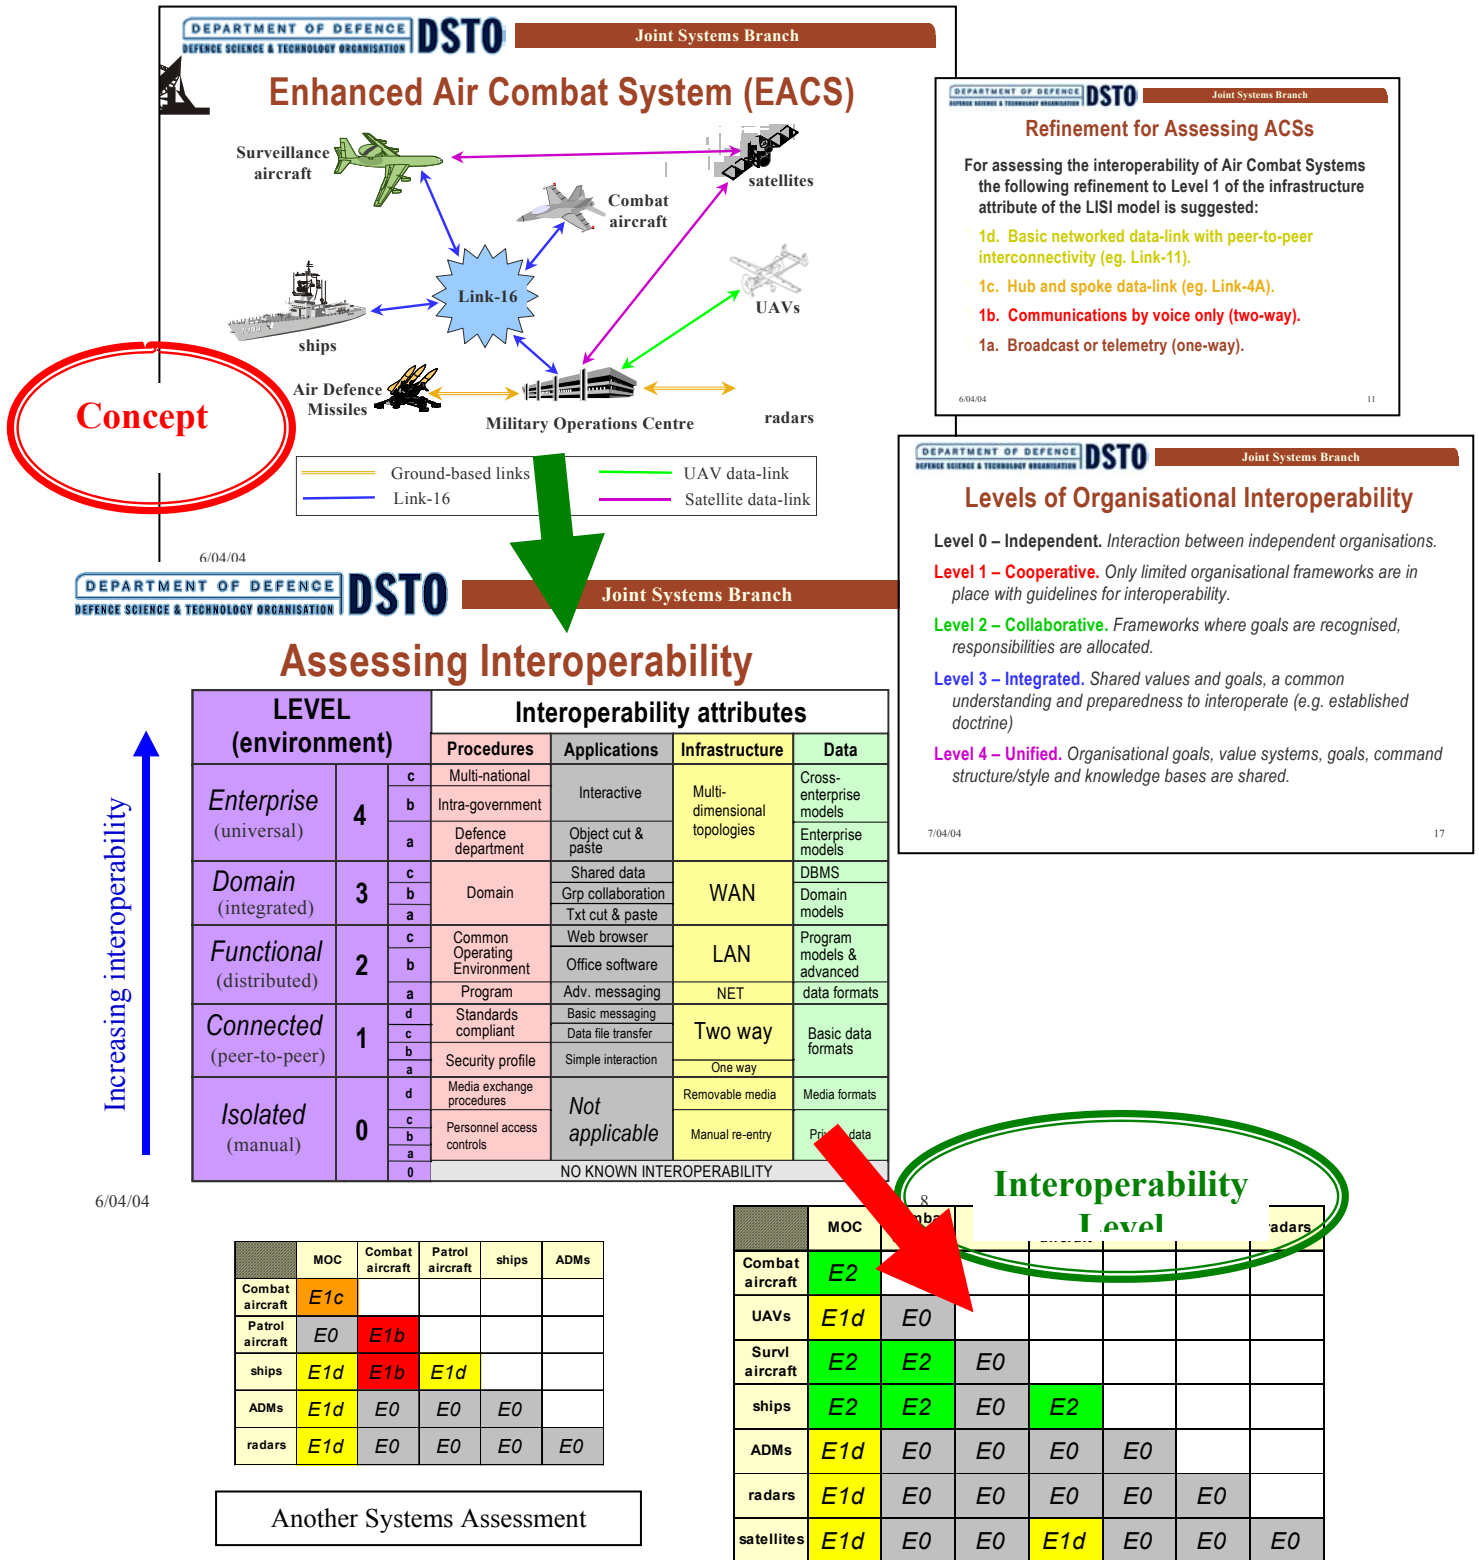 DEPARTMENT OF DEFENCE
DEFENCE SCIENCE & TECHNOLOGY ORGANISATION
DSTO
Joint Systems Branch
Enhanced Air Combat System (EACS)
Surveillance
aircraft
satellites
Combat
aircraft
Link-16
UAVs
ships
Air Defence
Missiles
Military Operations Centre
radars
Ground-based links
UAV data-link
Link-16
Satellite data-link
6/04/04
Concept
DEPARTMENT OF DEFENCE
DEFENCE SCIENCE & TECHNOLOGY ORGANISATION
DSTO
Joint Systems Branch
Refinement for Assessing ACSs
For assessing the interoperability of Air Combat Systems
the following refinement to Level 1 of the infrastructure
attribute of the LISI model is suggested:
1d. Basic networked data-link with peer-to-peer
interconnectivity (eg. Link-11).
1c. Hub and spoke data-link (eg. Link-4A).
1b. Communications by voice only (two-way).
1a. Broadcast or telemetry (one-way).
6/04/04
11
DEPARTMENT OF DEFENCE
DEFENCE SCIENCE & TECHNOLOGY ORGANISATION
DSTO
Joint Systems Branch
Levels of Organisational Interoperability
Level 0 – Independent. Interaction between independent organisations.
Level 1 – Cooperative. Only limited organisational frameworks are in
place with guidelines for interoperability.
Level 2 – Collaborative. Frameworks where goals are recognised,
responsibilities are allocated.
Level 3 – Integrated. Shared values and goals, a common
understanding and preparedness to interoperate (e.g. established
doctrine)
Level 4 – Unified. Organisational goals, value systems, goals, command
structure/style and knowledge bases are shared.
7/04/04
17
DEPARTMENT OF DEFENCE
DEFENCE SCIENCE & TECHNOLOGY ORGANISATION
DSTO
Joint Systems Branch
Assessing Interoperability
Increasing interoperability
LEVEL
(environment)
Interoperability attributes
Procedures Applications Infrastructure Data
Enterprise
(universal)
4
c
b
a
Multi-national
Intra-government
Defence
department
Interactive
Object cut &
paste
Multi-
dimensional
topologies
Cross-
enterprise
models
Enterprise
models
Domain
(integrated)
3
c
b
a
Domain
Shared data
Grp collaboration
Txt cut & paste
WAN
DBMS
Domain
models
Functional
(distributed)
2
c
b
a
Common
Operating
Environment
Program
Web browser
Office software
Adv. messaging
LAN
NET
Program
models &
advanced
data formats
Connected
(peer-to-peer)
1
d
c
b
a
Standards
compliant
Security profile
Basic messaging
Data file transfer
Simple interaction
Two way
One way
Basic data
formats
Isolated
(manual)
0
d
c
b
a
0
Media exchange
procedures
Personnel access
controls
Not
applicable
Removable media
Manual re-entry
Media formats
data
NO KNOWN INTEROPERABILITY
6/04/04
8
Interoperability
Level
MOC Combat aircraft Patrol aircraft ships ADMs
Combat aircraft E1c
Patrol aircraft E0 E1b
ships E1d E1b E1d
ADMs E1d E0 E0 E0
radars E1d E0 E0 E0 E0
Another Systems Assessment
MOC radars
Combat aircraft E2
UAVs E1d E0
Survl aircraft E2 E2 E0
ships E2 E2 E0 E2
ADMs E1d E0 E0 E0 E0
radars E1d E0 E0 E0 E0 E0
satellites E1d E0 E0 E1d E0 E0 E0